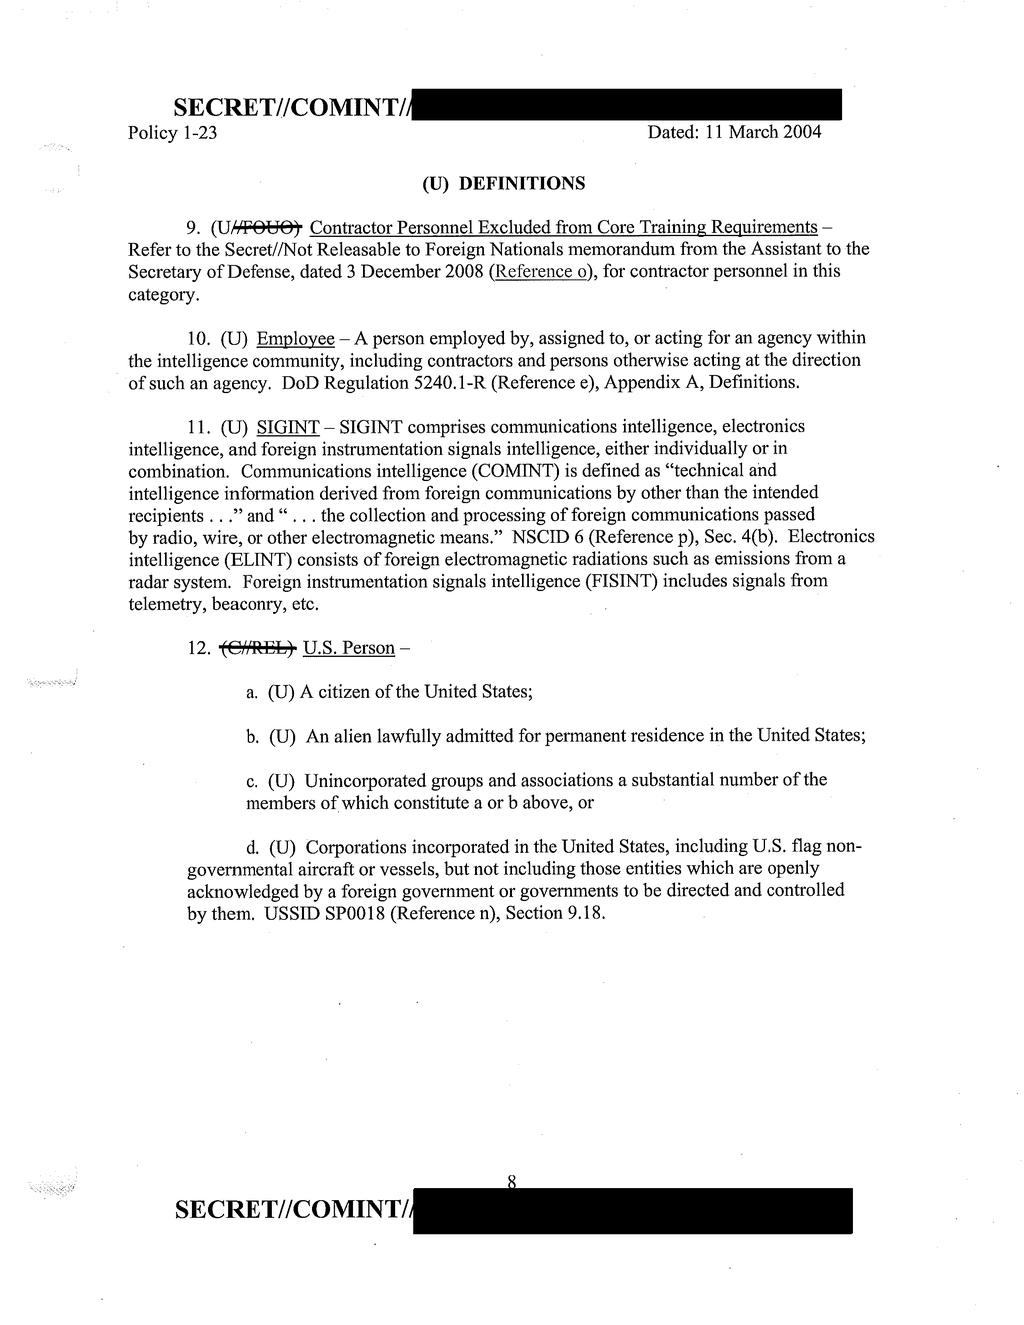 SECRET//COMINT//
Policy 1-23 Dated: 11 March 2004
(U) DEFINITIONS
9. (U//FOUO) Contractor Personnel Excluded from Core Training Requirements –
Refer to the Secret//Not Releasable to Foreign Nationals memorandum from the Assistant to the
Secretary of Defense, dated 3 December 2008 (Reference o), for contractor personnel in this
category.
10. (U) Employee – A person employed by, assigned to, or acting for an agency within
the intelligence community, including contractors and persons otherwise acting at the direction
of such an agency. DoD Regulation 5240.1-R (Reference e), Appendix A, Definitions.
11. (U) SIGINT – SIGINT comprises communications intelligence, electronics
intelligence, and foreign instrumentation signals intelligence, either individually or in
combination. Communications intelligence (COMINT) is defined as “technical and
intelligence information derived from foreign communications by other than the intended
recipients . . .” and “ . . . the collection and processing of foreign communications passed
by radio, wire, or other electromagnetic means.” NSCID 6 (Reference p), Sec. 4(b). Electronics
intelligence (ELINT) consists of foreign electromagnetic radiations such as emissions from a
radar system. Foreign instrumentation signals intelligence (FISINT) includes signals from
telemetry, beaconry, etc.
12. (C//REL) U.S. Person –
a. (U) A citizen of the United States;
b. (U) An alien lawfully admitted for permanent residence in the United States;
c. (U) Unincorporated groups and associations a substantial number of the
members of which constitute a or b above, or
d. (U) Corporations incorporated in the United States, including U.S. flag non-
governmental aircraft or vessels, but not including those entities which are openly
acknowledged by a foreign government or governments to be directed and controlled
by them. USSID SP0018 (Reference n), Section 9.18.
8
SECRET//COMINT//